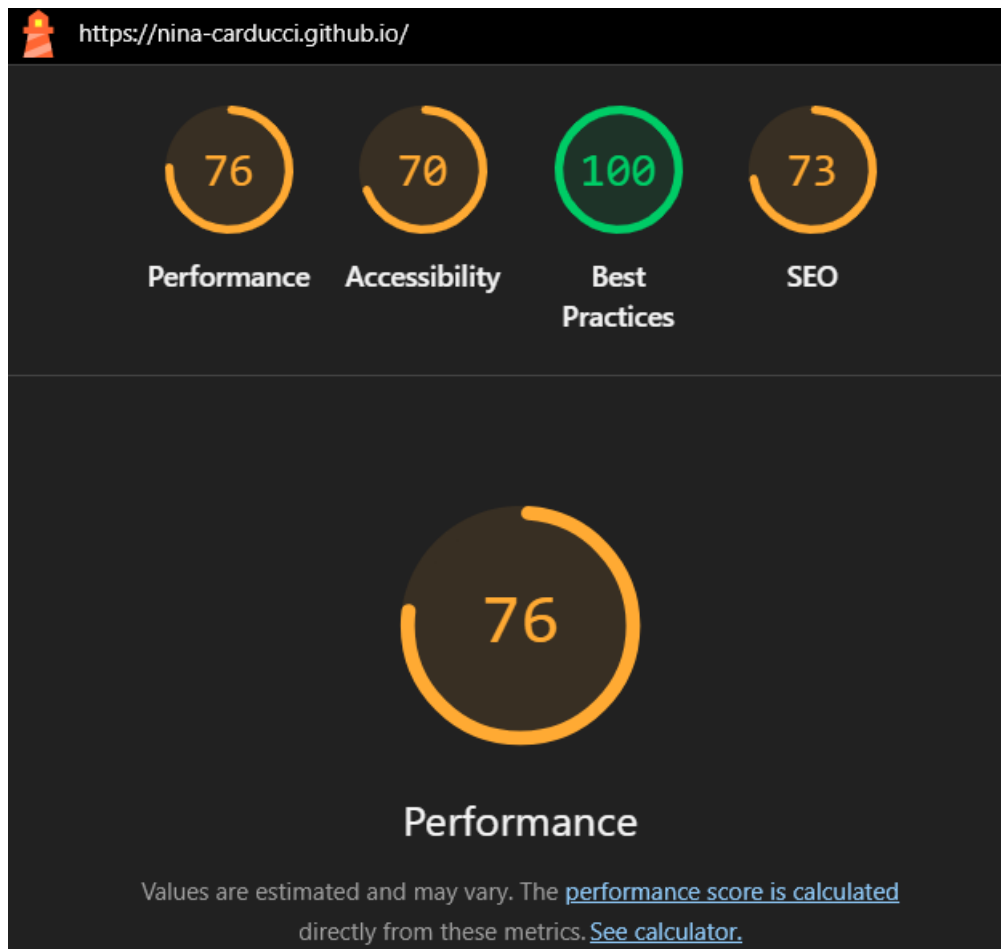 https://nina-carducci.github.io/
76 70 100 73
Performance Accessibility Best SEO
Practices
76
Performance
Values are estimated and may vary. The performance score is calculated
directly from these metrics. See calculator.